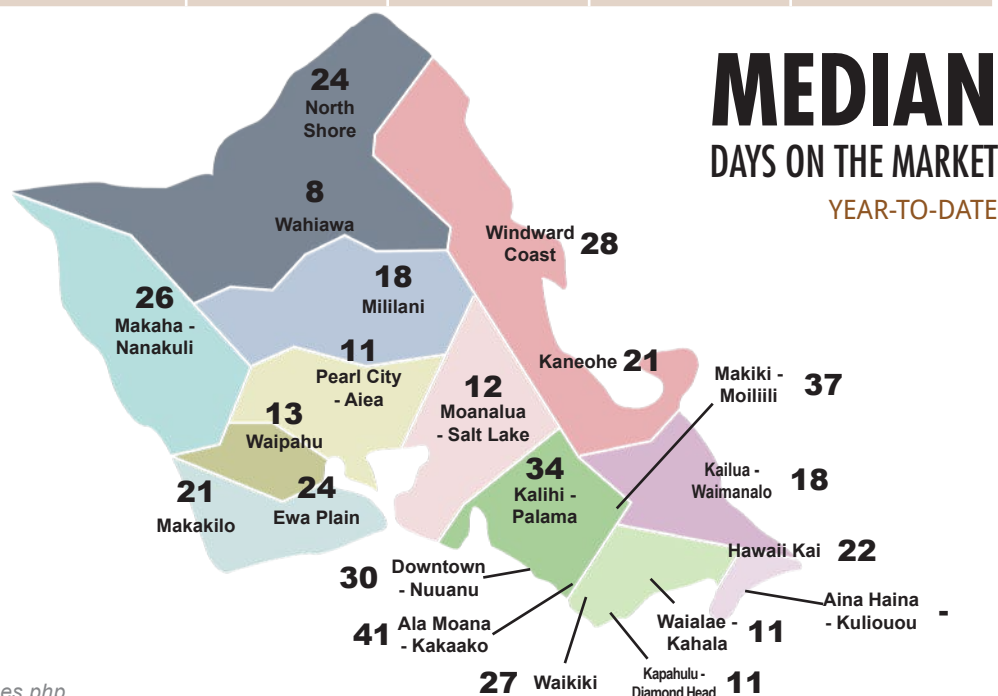 MEDIAN
DAYS ON THE MARKET
YEAR-TO-DATE
24
North
Shore
8
Wahiawa
Windward
Coast 28
18
Mililani
26
Makaha -
Nanakuli
11
Pearl City
- Aiea
Kaneohe 21
12
Moanalua
- Salt Lake
Makiki -
Moiliili 37
13
Waipahu
34
Kalihi -
Palama
Kailua -
Waimanalo 18
21
Makakilo
24
Ewa Plain
Hawaii Kai 22
30 Downtown
- Nuuanu
Aina Haina
- Kuliouou -
41 Ala Moana
- Kakaako
Waialae -
Kahala 11
27 Waikiki
Kapahulu -
Diamond Head 11
es.php